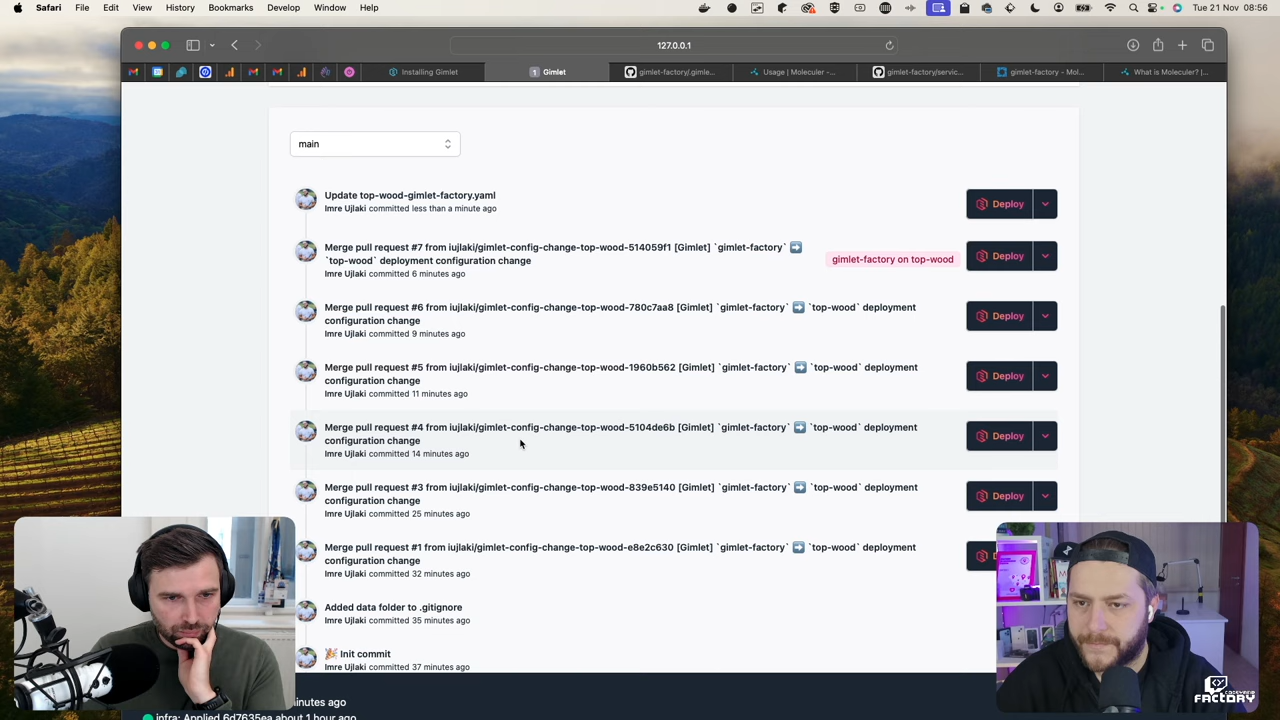 Safari File Edit View History Bookmarks Develop Window Help Tue 21 Nov 08:56
127.0.0.1
Installing Gimlet 1 Gimlet gimlet-factory/.gimle... Usage | Moleculer -... gimlet-factory/servic... gimlet-factory - Mol... What is Moleculer? |...
main
Update top-wood-gimlet-factory.yaml
Imre Ujlaki committed less than a minute ago
Deploy
Merge pull request #7 from iujlaki/gimlet-config-change-top-wood-514059f1 [Gimlet] `gimlet-factory` ➡️
`top-wood` deployment configuration change
Imre Ujlaki committed 6 minutes ago
gimlet-factory on top-wood
Deploy
Merge pull request #6 from iujlaki/gimlet-config-change-top-wood-780c7aa8 [Gimlet] `gimlet-factory` ➡️ `top-wood` deployment
configuration change
Imre Ujlaki committed 9 minutes ago
Deploy
Merge pull request #5 from iujlaki/gimlet-config-change-top-wood-1960b562 [Gimlet] `gimlet-factory` ➡️ `top-wood` deployment
configuration change
Imre Ujlaki committed 11 minutes ago
Deploy
Merge pull request #4 from iujlaki/gimlet-config-change-top-wood-5104de6b [Gimlet] `gimlet-factory` ➡️ `top-wood` deployment
configuration change
Imre Ujlaki committed 14 minutes ago
Deploy
Merge pull request #3 from iujlaki/gimlet-config-change-top-wood-839e5140 [Gimlet] `gimlet-factory` ➡️ `top-wood` deployment
configuration change
Imre Ujlaki committed 25 minutes ago
Deploy
Merge pull request #1 from iujlaki/gimlet-config-change-top-wood-e8e2c630 [Gimlet] `gimlet-factory` ➡️ `top-wood` deployment
configuration change
Imre Ujlaki committed 32 minutes ago
Added data folder to .gitignore
Imre Ujlaki committed 35 minutes ago
🎉 Init commit
Imre Ujlaki committed 37 minutes ago
minutes ago
infra: Applied 6d7635ea about 1 hour ago
FACTORY